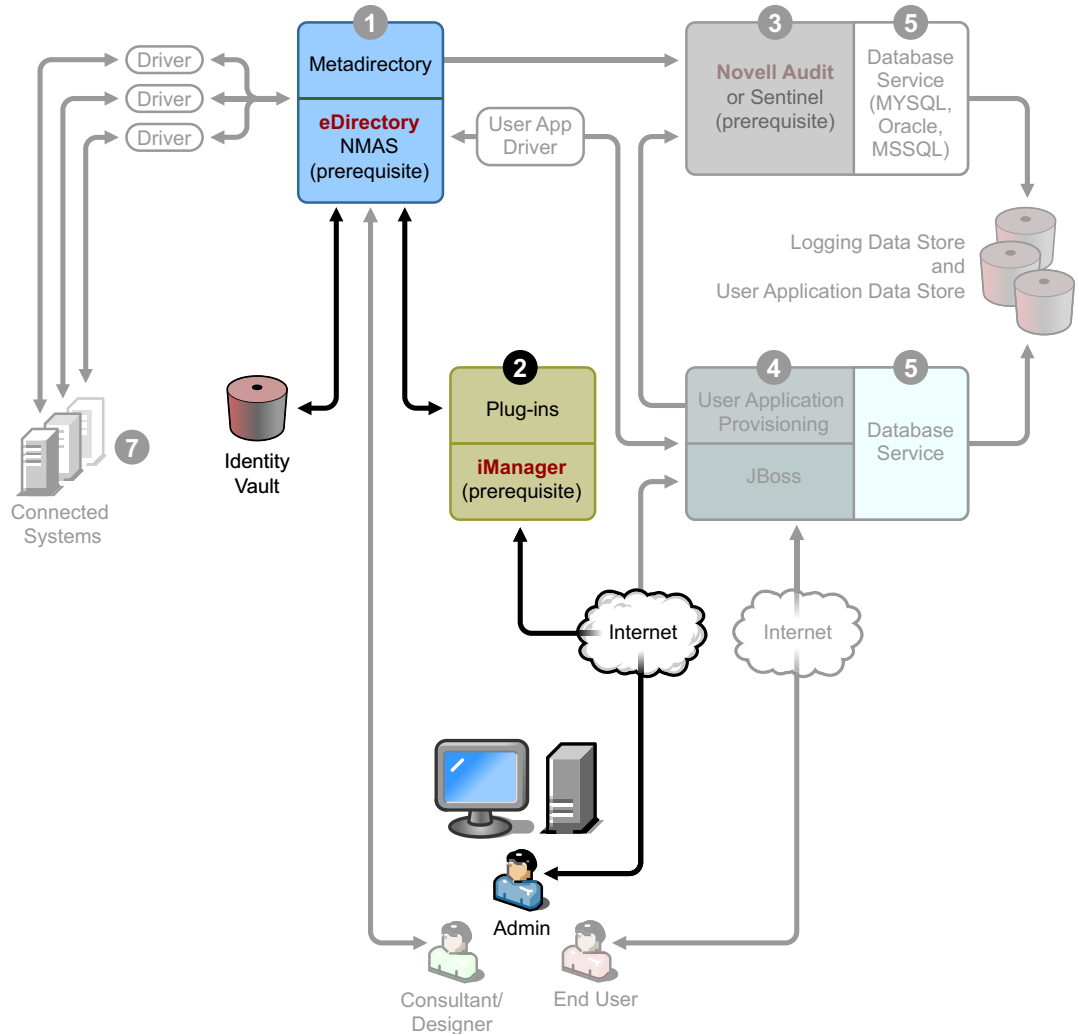 1
3
5
Driver
Driver
Driver
Metadirectory
eDirectory
NMAS
(prerequisite)
User App
Driver
Novell Audit
or Sentinel
(prerequisite)
Database
Service
(MYSQL,
Oracle,
MSSQL)
Logging Data Store
and
User Application Data Store
2
4
5
Plug-ins
iManager
(prerequisite)
User Application
Provisioning
JBoss
Database
Service
7
Connected
Systems
Identity
Vault
Internet
Internet
Admin
Consultant/
Designer
End User